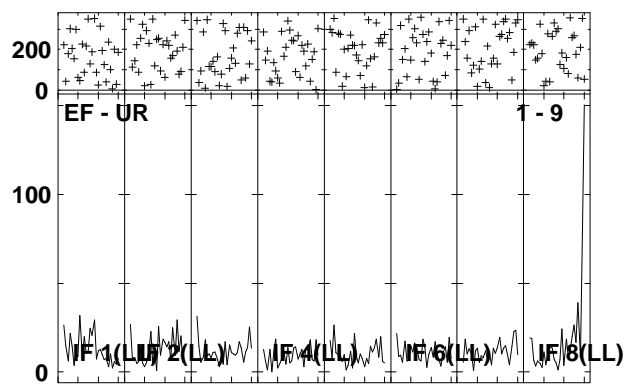 200
0
EF - UR 1 - 9
100
IF 1(LL) IF 2(LL) IF 4(LL) IF 6(LL) IF 8(LL)
0